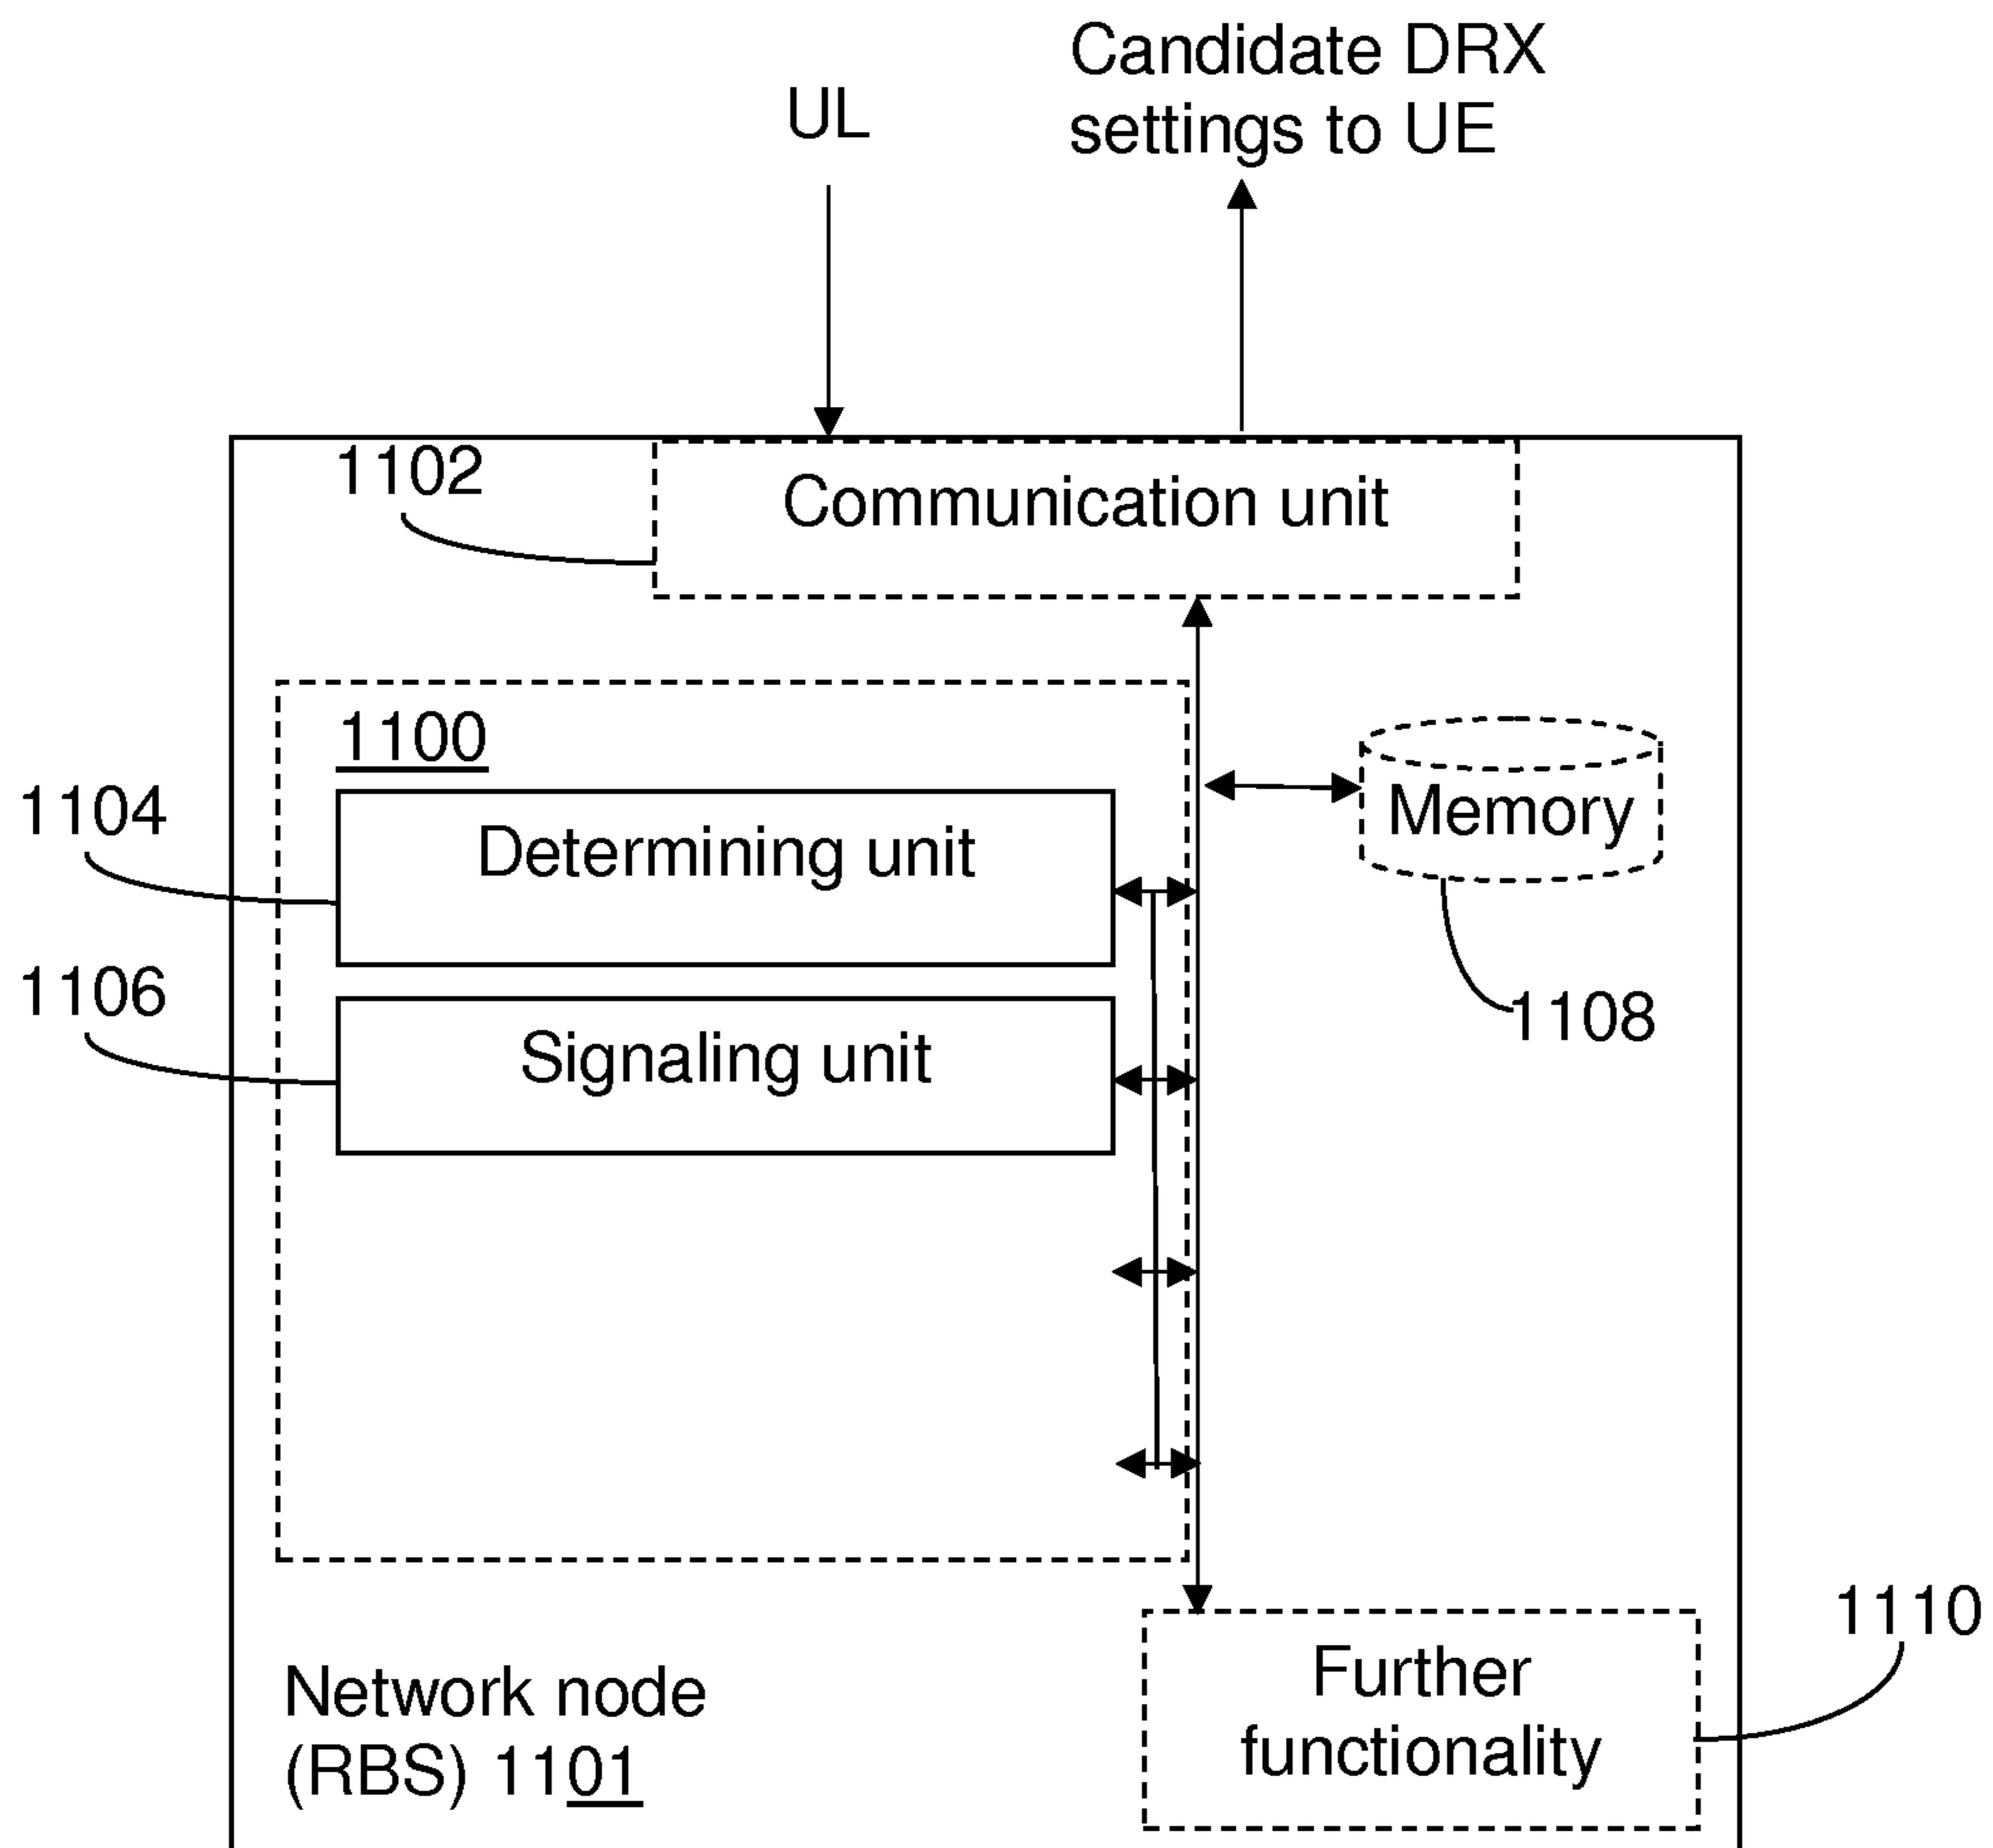 UL
Candidate DRX
settings to UE
1102
Communication unit
1100
1104
Determining unit
Memory
1106
Signaling unit
1108
1110
Further
functionality
Network node
(RBS) 1101